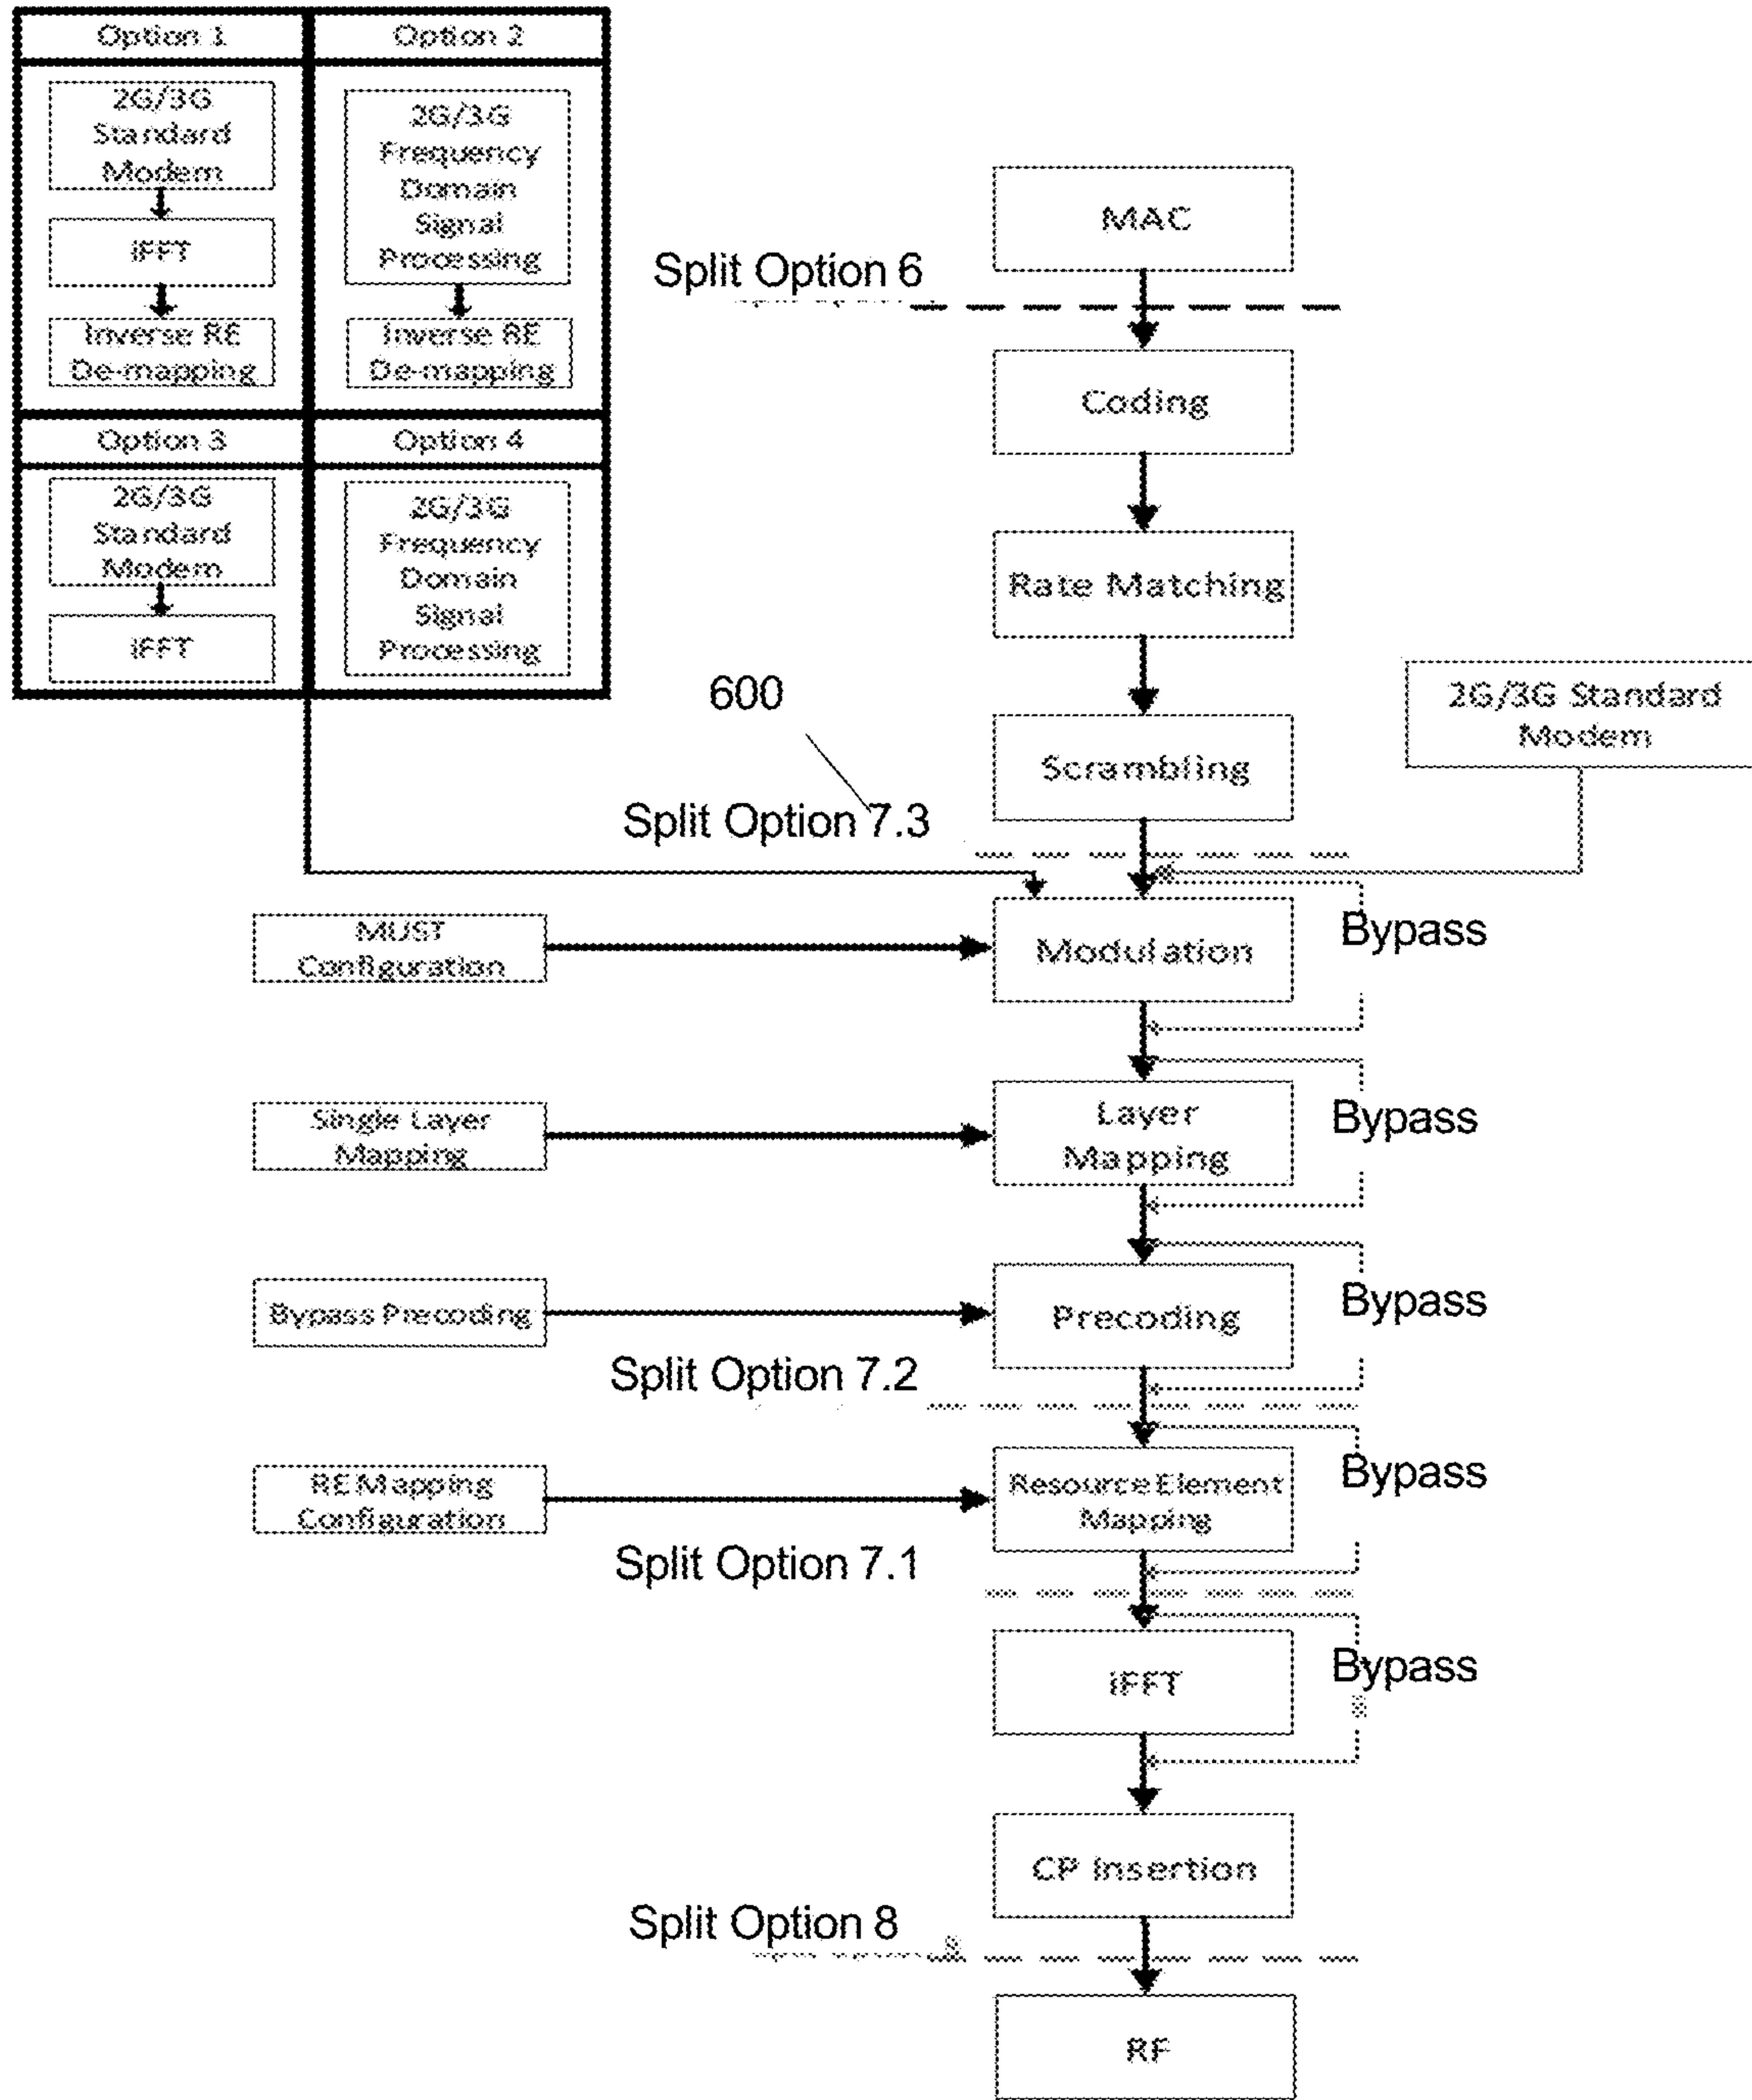 Option 1
Option 2
2G/3G
Standard
Modem
iFFT
Inverse RE
De-mapping
2G/3G
Frequency
Domain
Signal
Processing
Inverse RE
De-mapping
Option 3
Option 4
2G/3G
Standard
Modem
iFFT
2G/3G
Frequency
Domain
Signal
Processing
MAC
Split Option 6
Coding
Rate Matching
600
2G/3G Standard
Modem
Scrambling
Split Option 7.3
MUST
Configuration
Modulation
Bypass
Single Layer
Mapping
Layer
Mapping
Bypass
Bypass Precoding
Precoding
Bypass
Split Option 7.2
RE Mapping
Configuration
Resource Element
Mapping
Bypass
Split Option 7.1
iFFT
Bypass
CP Insertion
Split Option 8
RF